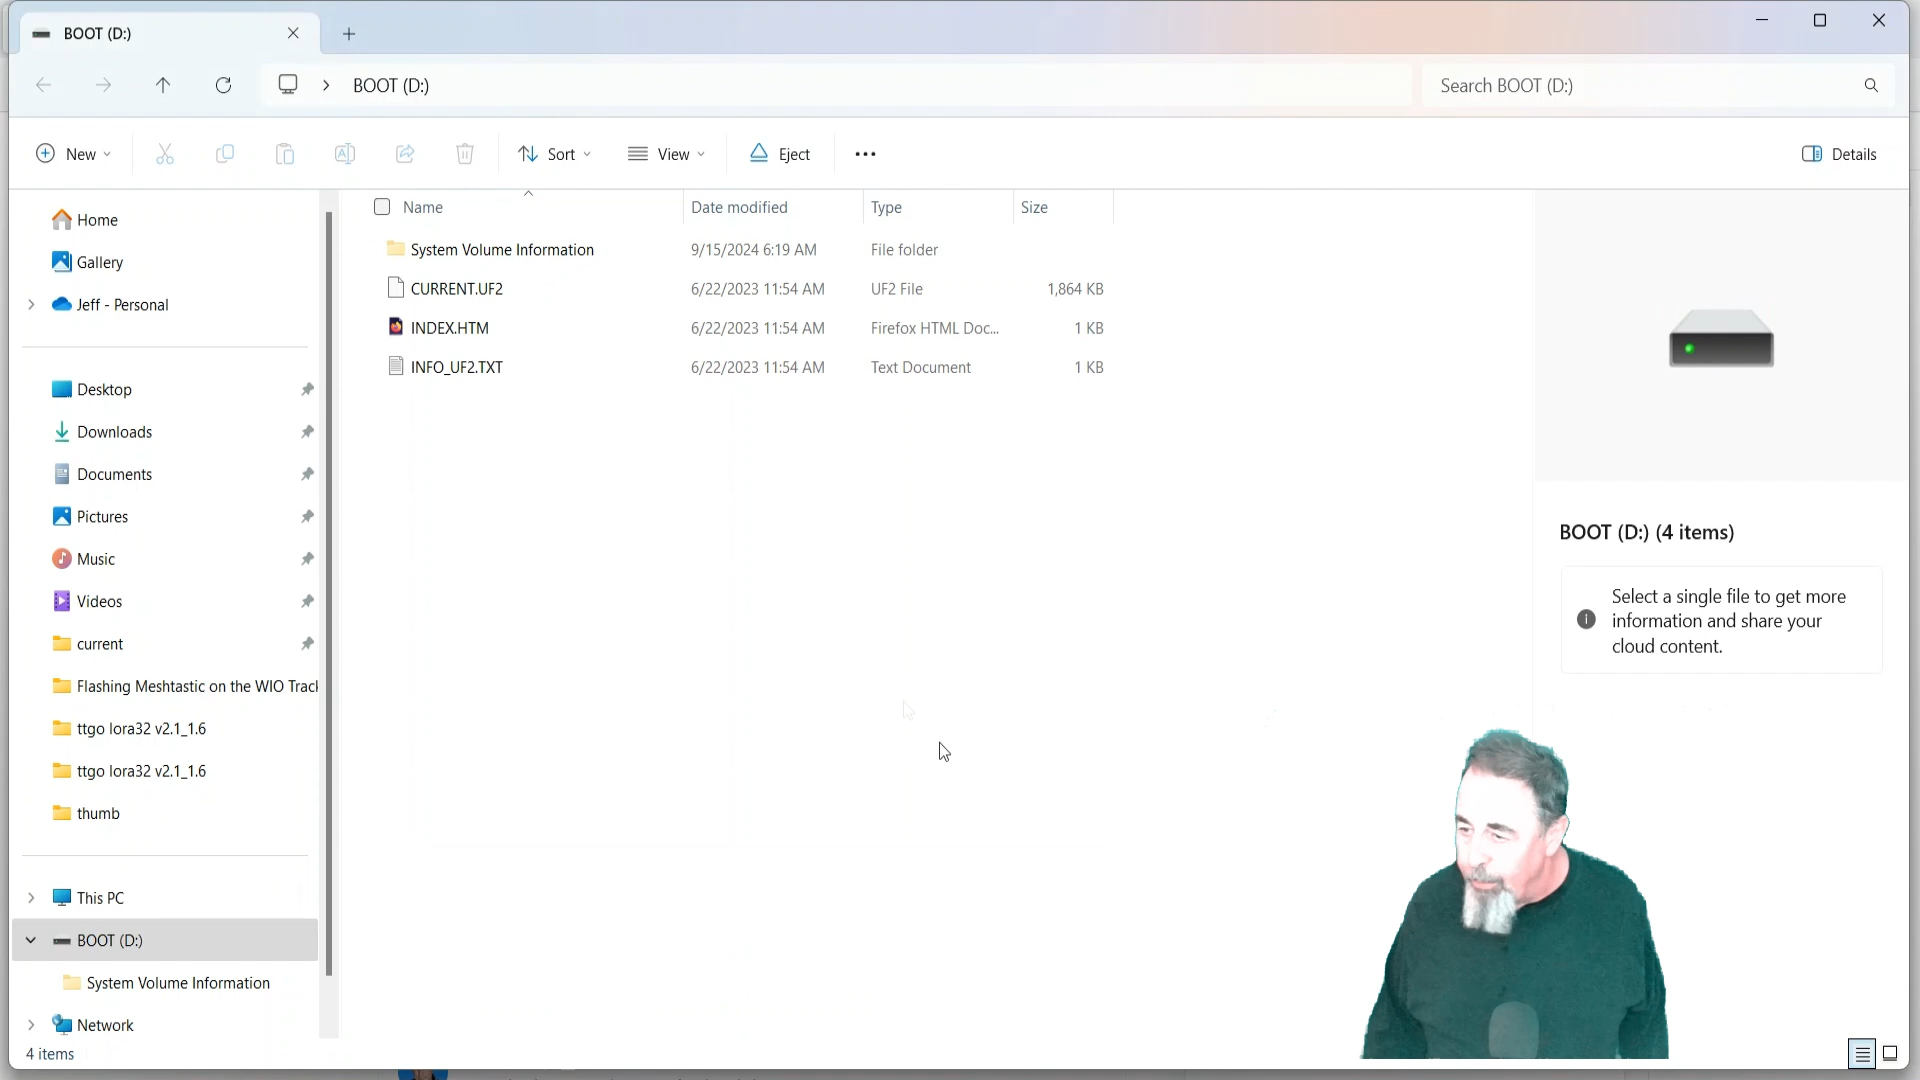 BOOT (D:)
BOOT (D:)
Search BOOT (D:)
New
Sort
View
Eject
Details
Name
Date modified
Type
Size
System Volume Information
9/15/2024 6:19 AM
File folder
CURRENT.UF2
6/22/2023 11:54 AM
UF2 File
1,864 KB
INDEX.HTM
6/22/2023 11:54 AM
Firefox HTML Doc...
1 KB
INFO_UF2.TXT
6/22/2023 11:54 AM
Text Document
1 KB
Home
Gallery
Jeff - Personal
Desktop
Downloads
Documents
Pictures
Music
Videos
current
Flashing Meshtastic on the WIO Track
ttgo lora32 v2.1_1.6
ttgo lora32 v2.1_1.6
thumb
This PC
BOOT (D:)
System Volume Information
Network
4 items
BOOT (D:) (4 items)
Select a single file to get more
information and share your
cloud content.